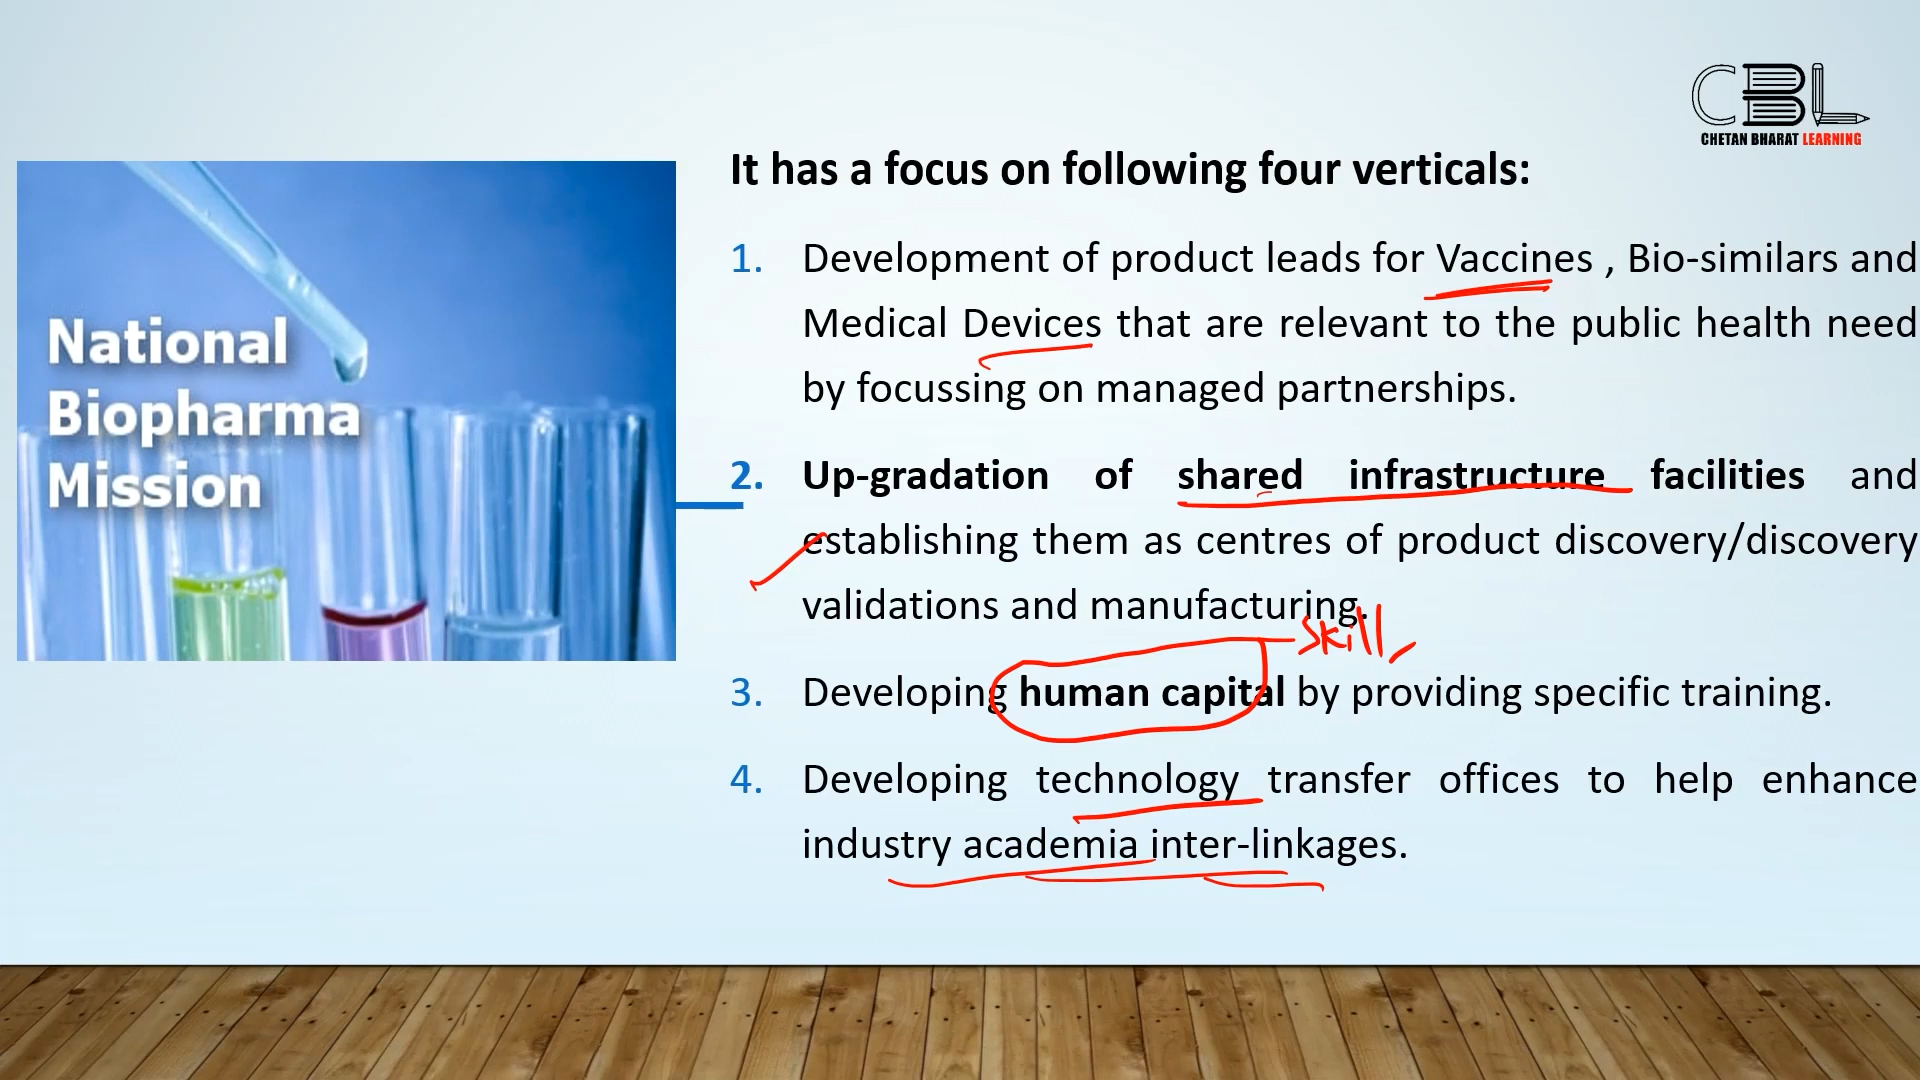 CBL
CHETAN BHARAT LEARNING
National
Biopharma
Mission
It has a focus on following four verticals:
1. Development of product leads for Vaccines , Bio-similars and
Medical Devices that are relevant to the public health need
by focussing on managed partnerships.
2. Up-gradation of shared infrastructure facilities and
establishing them as centres of product discovery/discovery
validations and manufacturing.
Skill
3. Developing human capital by providing specific training.
4. Developing technology transfer offices to help enhance
industry academia inter-linkages.